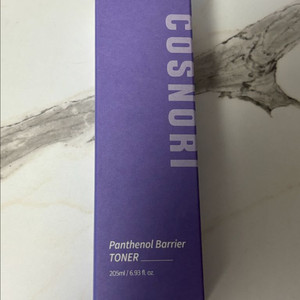 COSNORI
Panthenol Barrier
TONER
205ml / 6.93 fl. oz